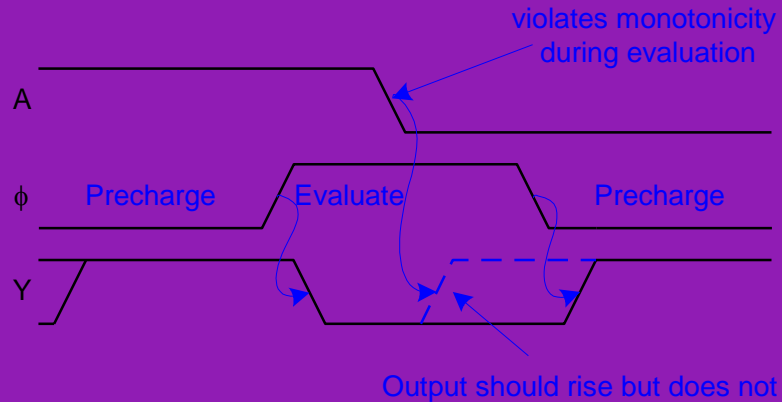 violates monotonicity
during evaluation
A
ϕ Precharge Evaluate Precharge
Y
Output should rise but does not